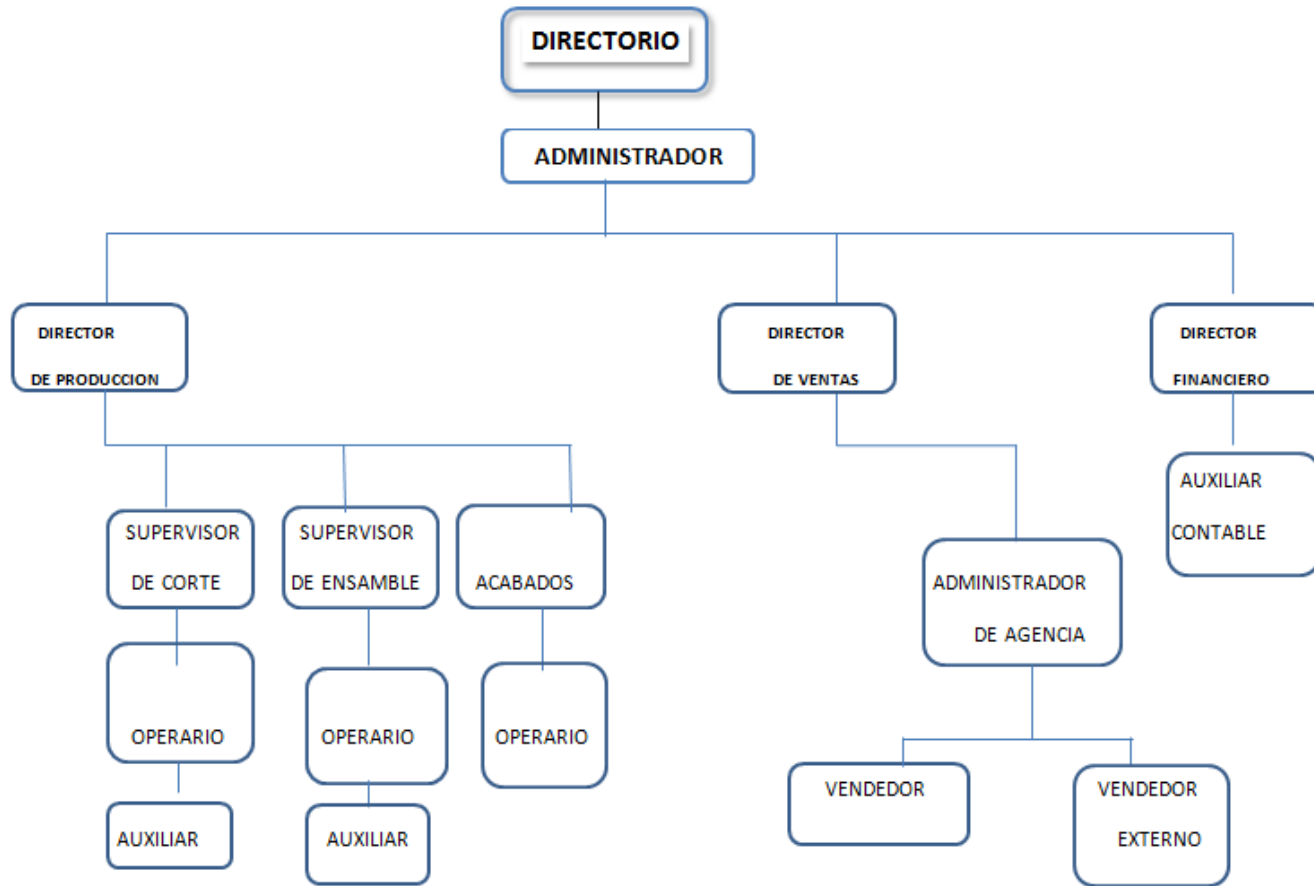 DIRECTORIO
ADMINISTRADOR
DIRECTOR
DE PRODUCCION
DIRECTOR
DE VENTAS
DIRECTOR
FINANCIERO
SUPERVISOR
DE CORTE
SUPERVISOR
DE ENSAMBLE
ACABADOS
AUXILIAR
CONTABLE
ADMINISTRADOR
DE AGENCIA
OPERARIO
OPERARIO
OPERARIO
VENDEDOR
VENDEDOR
EXTERNO
AUXILIAR
AUXILIAR